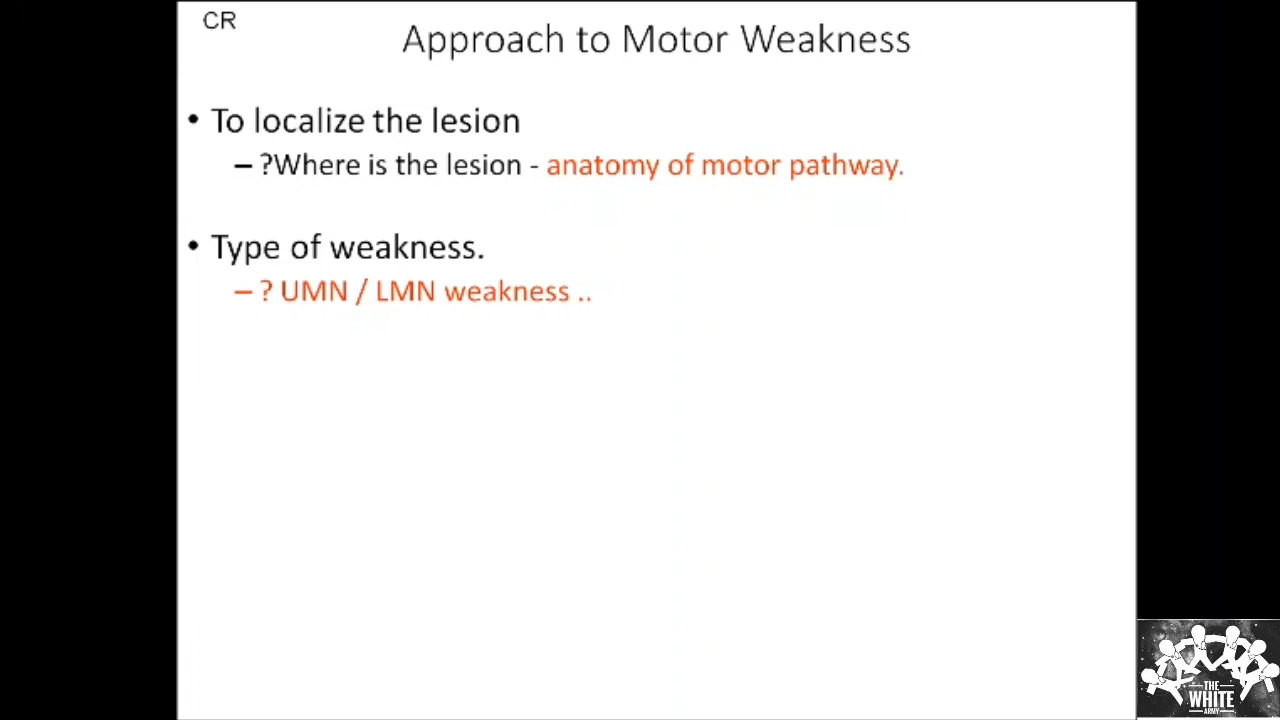 CR
Approach to Motor Weakness
• To localize the lesion
– ?Where is the lesion - anatomy of motor pathway.
• Type of weakness.
– ? UMN / LMN weakness ..
THE
WHITE
ARMY